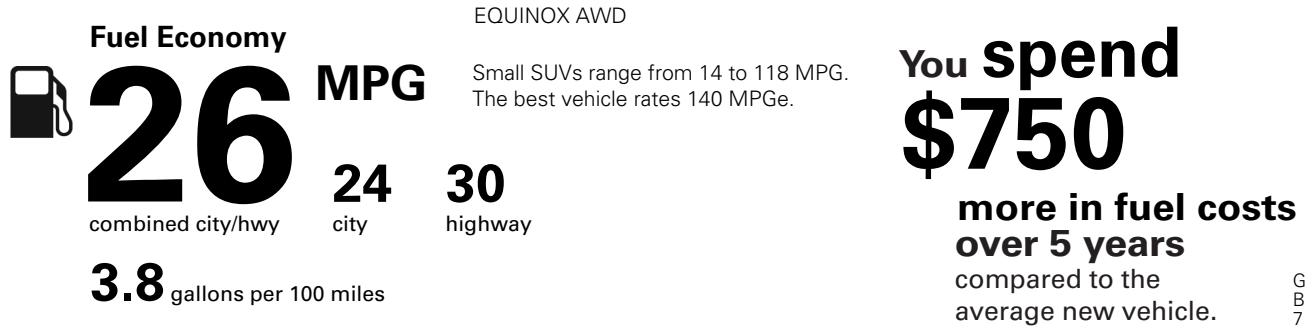 EQUINOX AWD
Fuel Economy
26 MPG
Small SUVs range from 14 to 118 MPG.
The best vehicle rates 140 MPGe.
24
30
combined city/hwy
city
highway
3.8 gallons per 100 miles
You spend
$750
more in fuel costs
over 5 years
compared to the
average new vehicle.
G
B
7